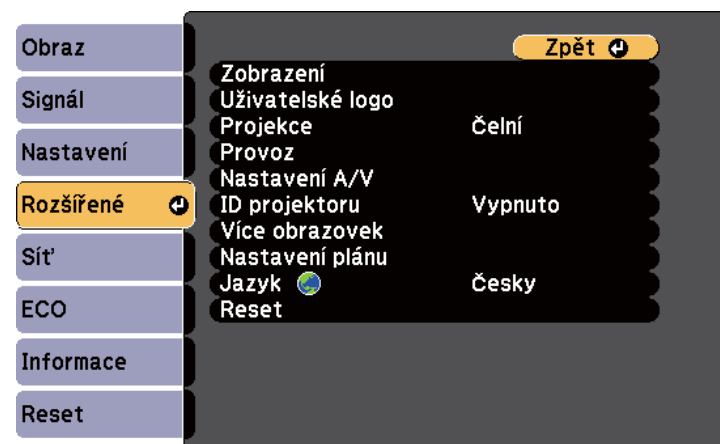 Obraz
Signál
Nastavení
Rozšířené
Síť
ECO
Informace
Reset
Zpět
Zobrazení
Uživatelské logo
Projekce Čelní
Provoz
Nastavení A/V
ID projektoru Vypnuto
Více obrazovek
Nastavení plánu
Jazyk Česky
Reset